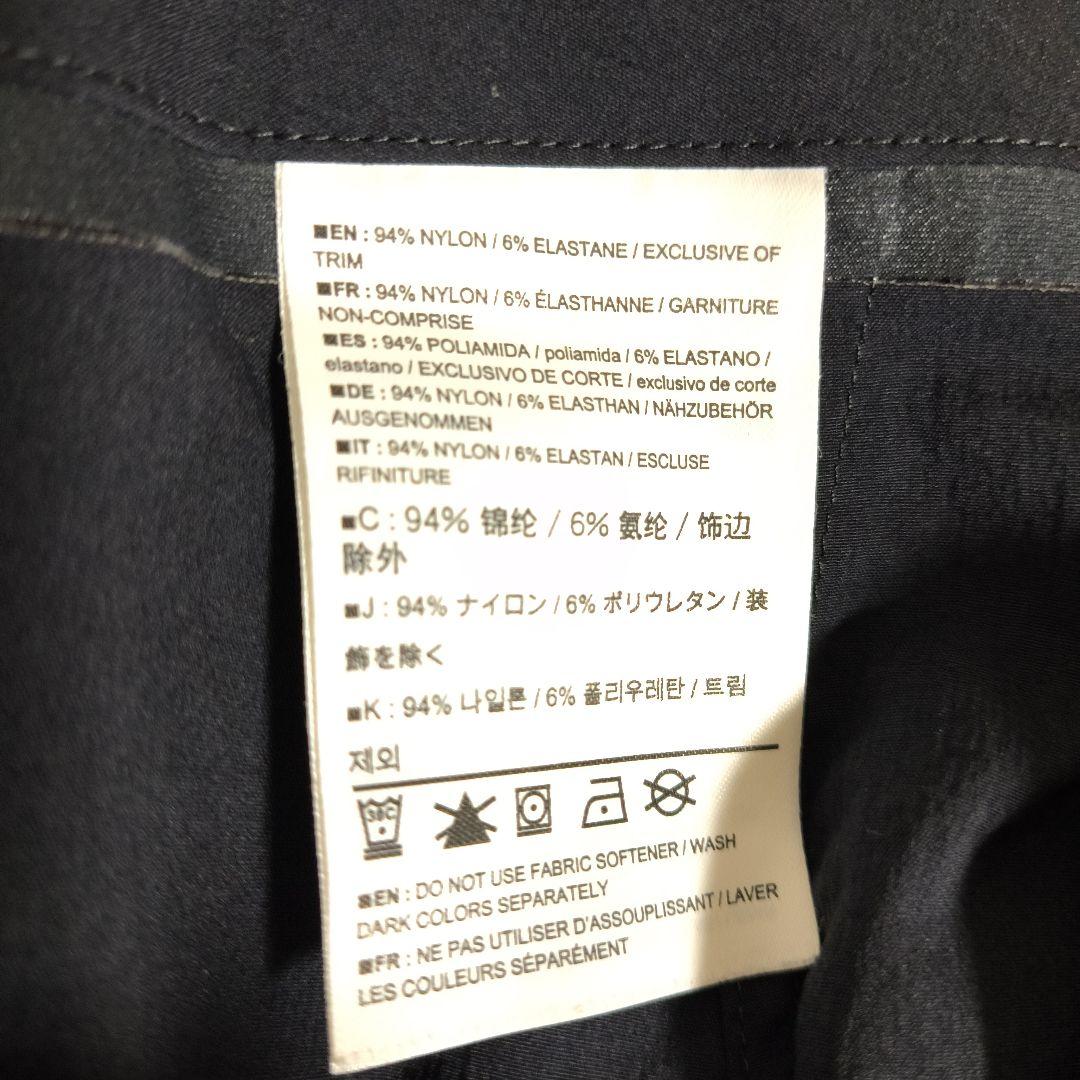 ■EN : 94% NYLON / 6% ELASTANE / EXCLUSIVE OF
TRIM
■FR : 94% NYLON / 6% ÉLASTHANNE / GARNITURE
NON-COMPRISE
■ES : 94% POLIAMIDA / poliamida / 6% ELASTANO /
elastano / EXCLUSIVO DE CORTE / exclusivo de corte
■DE : 94% NYLON / 6% ELASTHAN / NÄHZUBEHÖR
AUSGENOMMEN
■IT : 94% NYLON / 6% ELASTAN / ESCLUSE
RIFINITURE
■C : 94% 锦纶 / 6% 氨纶 / 饰边
除外
■J : 94% ナイロン / 6% ポリウレタン / 装
飾を除く
■K : 94% 나일론 / 6% 폴리우레탄 / 트림
제외
30C
■EN : DO NOT USE FABRIC SOFTENER / WASH
DARK COLORS SEPARATELY
■FR : NE PAS UTILISER D'ASSOUPLISSANT / LAVER
LES COULEURS SÉPARÉMENT